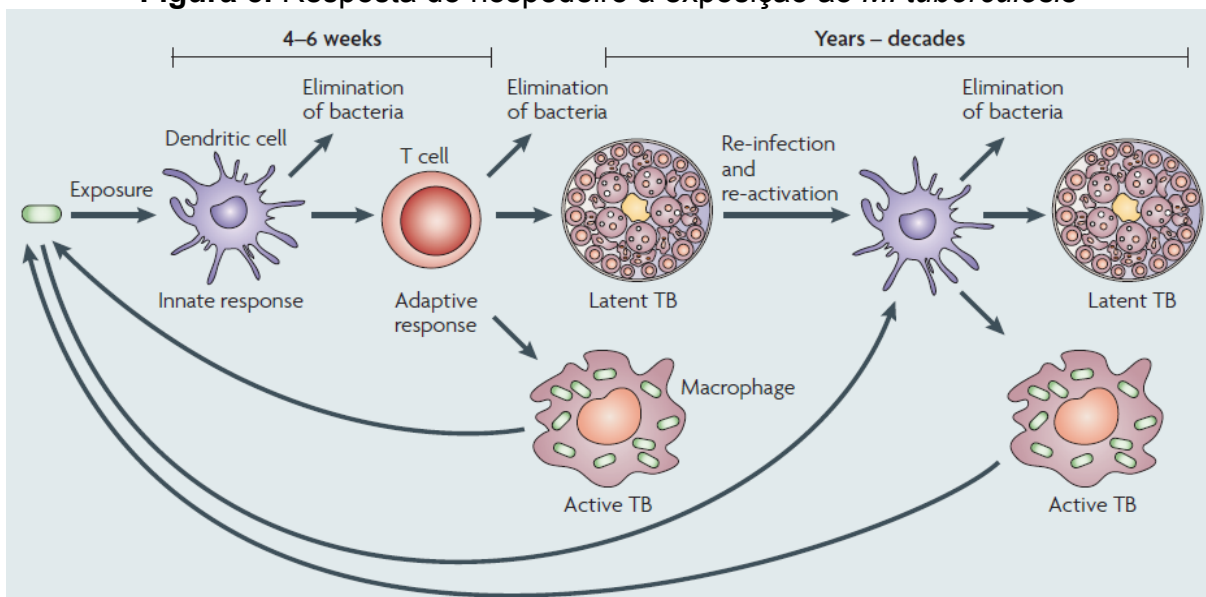 Figura Resposta do hospedeiro à exposição ao M. tuberculosis
4–6 weeks
Years – decades
Elimination
of bacteria
Elimination
of bacteria
Elimination
of bacteria
Dendritic cell
T cell
Re-infection
and
re-activation
Exposure
Innate response
Adaptive
response
Latent TB
Latent TB
Macrophage
Active TB
Active TB